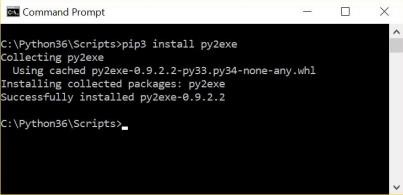 Command Prompt
C:\Python36\Scripts>pip3 install py2exe
Collecting py2exe
  Using cached py2exe-0.9.2.2-py33.py34-none-any.whl
Installing collected packages: py2exe
Successfully installed py2exe-0.9.2.2
C:\Python36\Scripts>